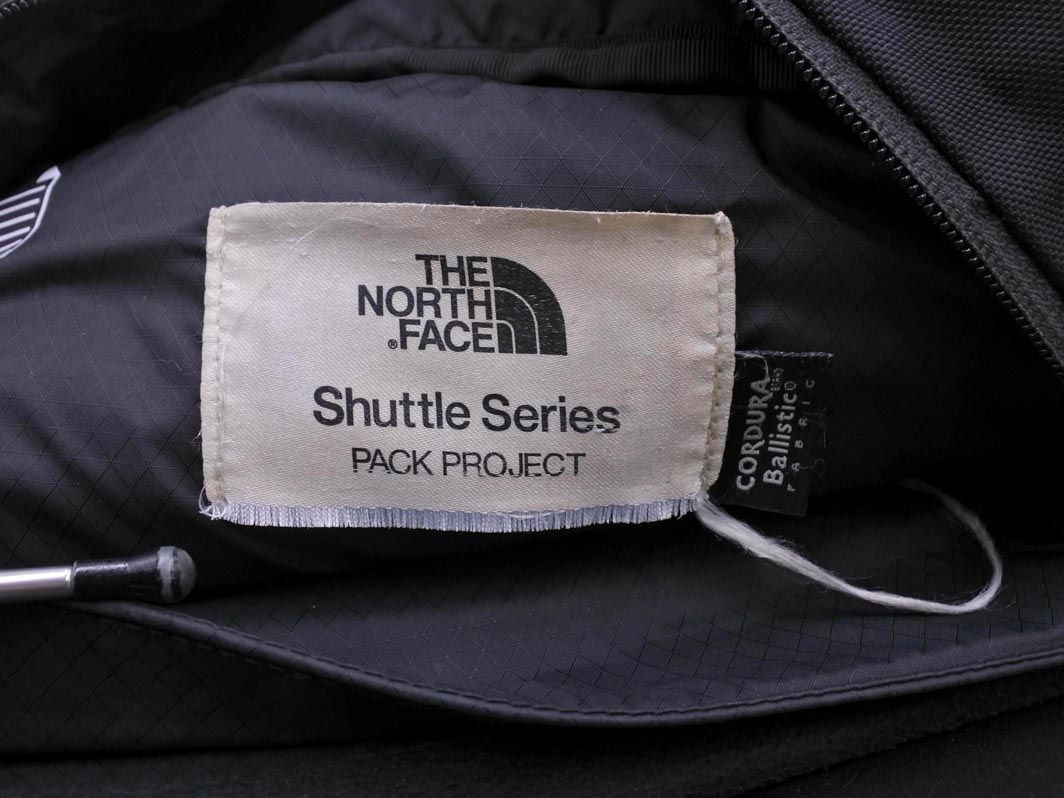 THE
NORTH
FACE
®
Shuttle Series
PACK PROJECT
CORDURA
Ballistic
FABRIC